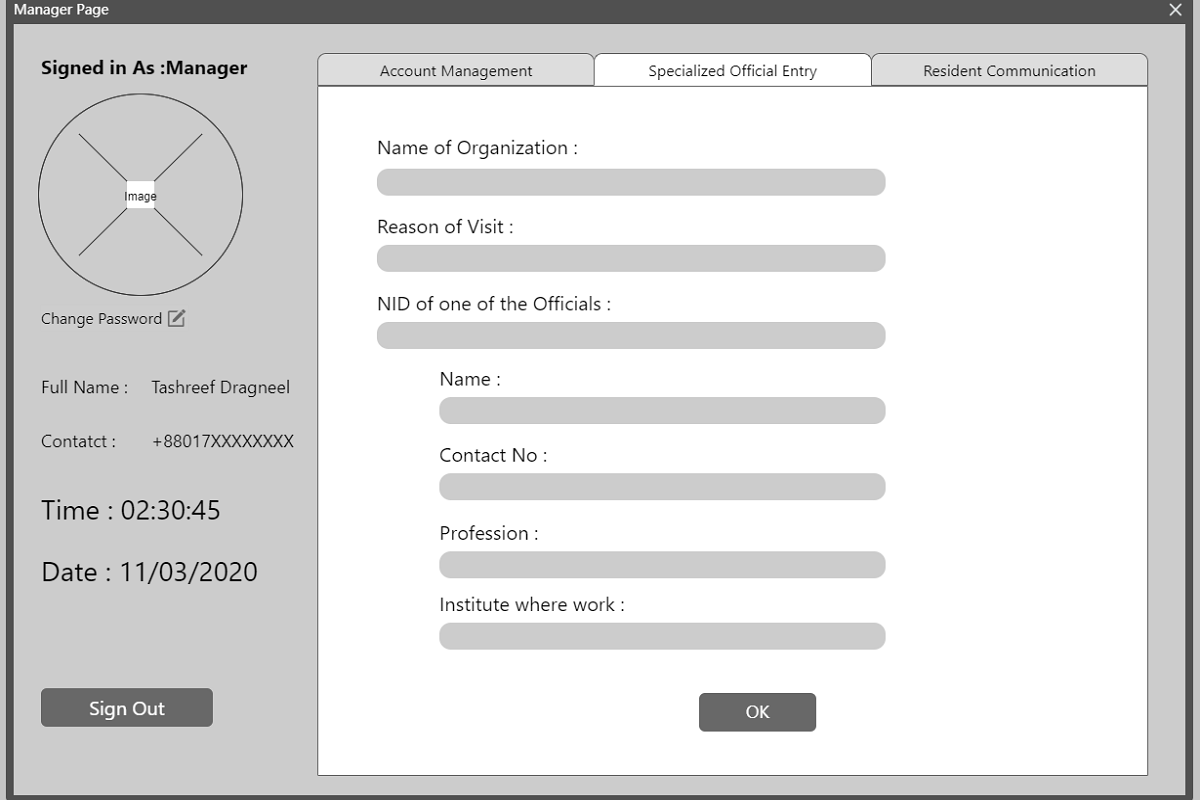 Manager Page
Signed in As :Manager
Image
Change Password
Full Name : Tashreef Dragneel
Contatct : +88017XXXXXXXX
Time : 02:30:45
Date : 11/03/2020
Sign Out
Account Management
Specialized Official Entry
Resident Communication
Name of Organization :
Reason of Visit :
NID of one of the Officials :
Name :
Contact No :
Profession :
Institute where work :
OK